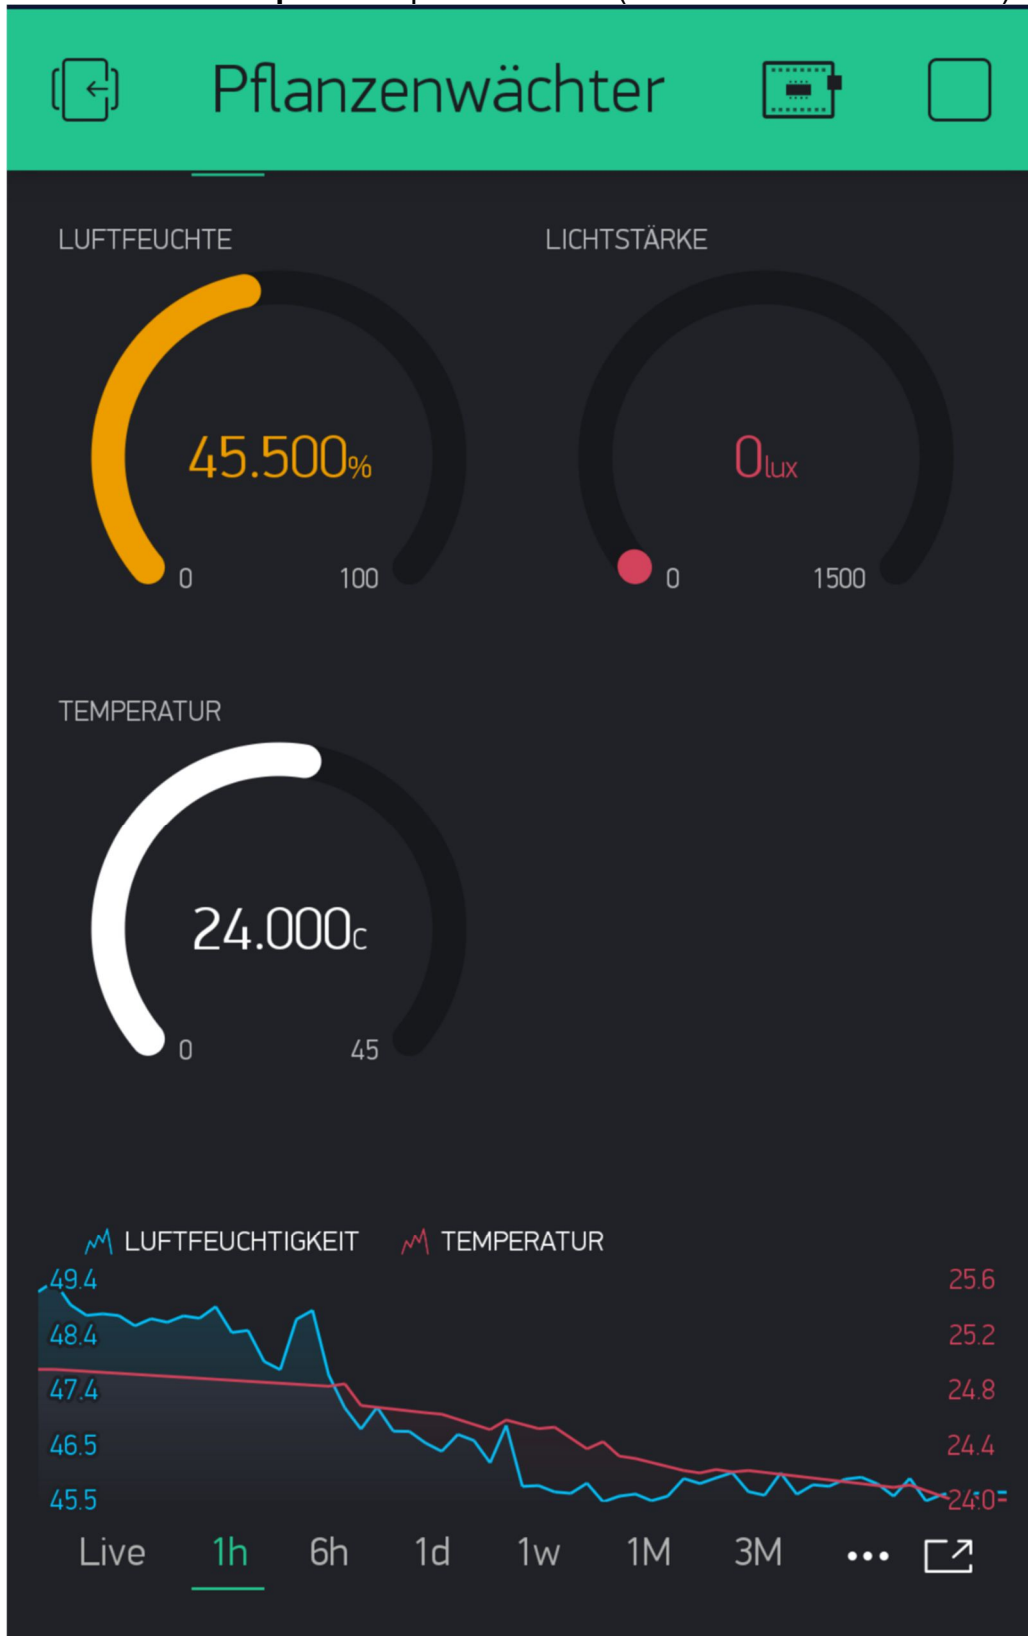 Pflanzenwächter
LUFTFEUCHTE
LICHTSTÄRKE
45.500%
0lux
0 100
0 1500
TEMPERATUR
24.000c
0 45
LUFTFEUCHTIGKEIT TEMPERATUR
49.4 25.6
48.4 25.2
47.4 24.8
46.5 24.4
45.5 24.0
Live 1h 6h 1d 1w 1M 3M